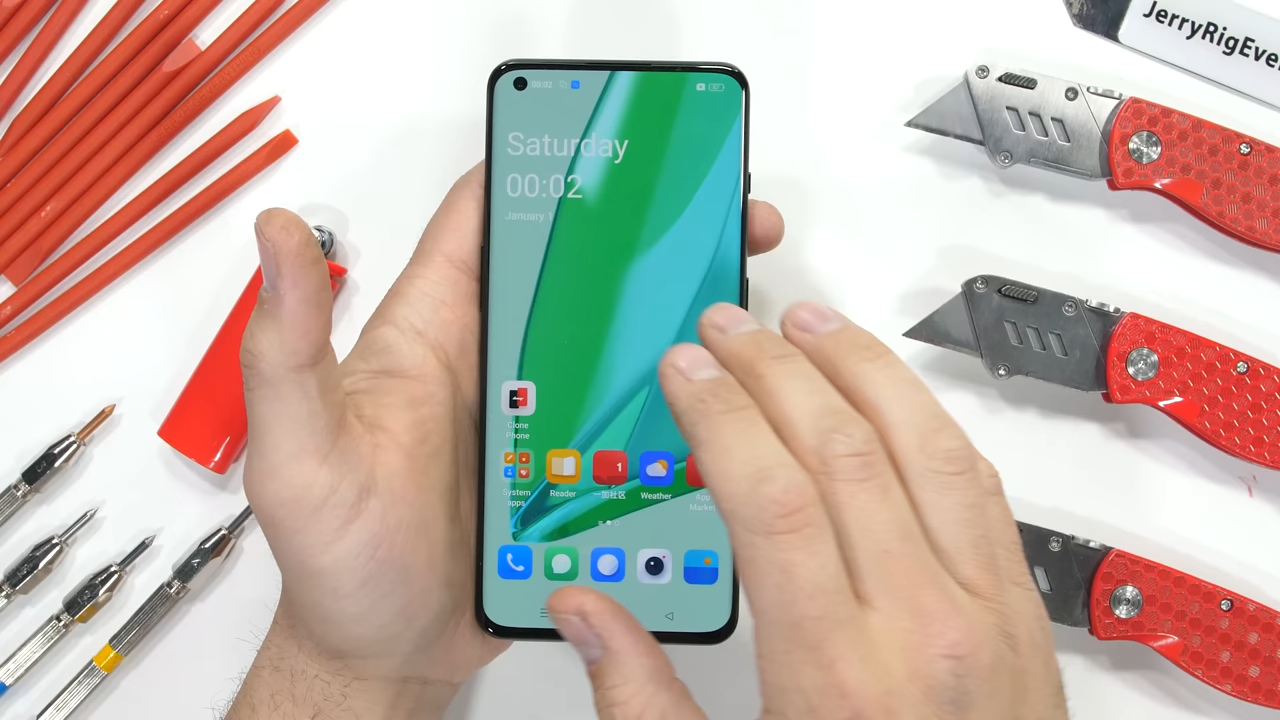 JerryRigEve
00:02
Saturday
00:02
January 1
Clone
Phone
System
apps
Reader
1
一加社区
Weather
App
Market